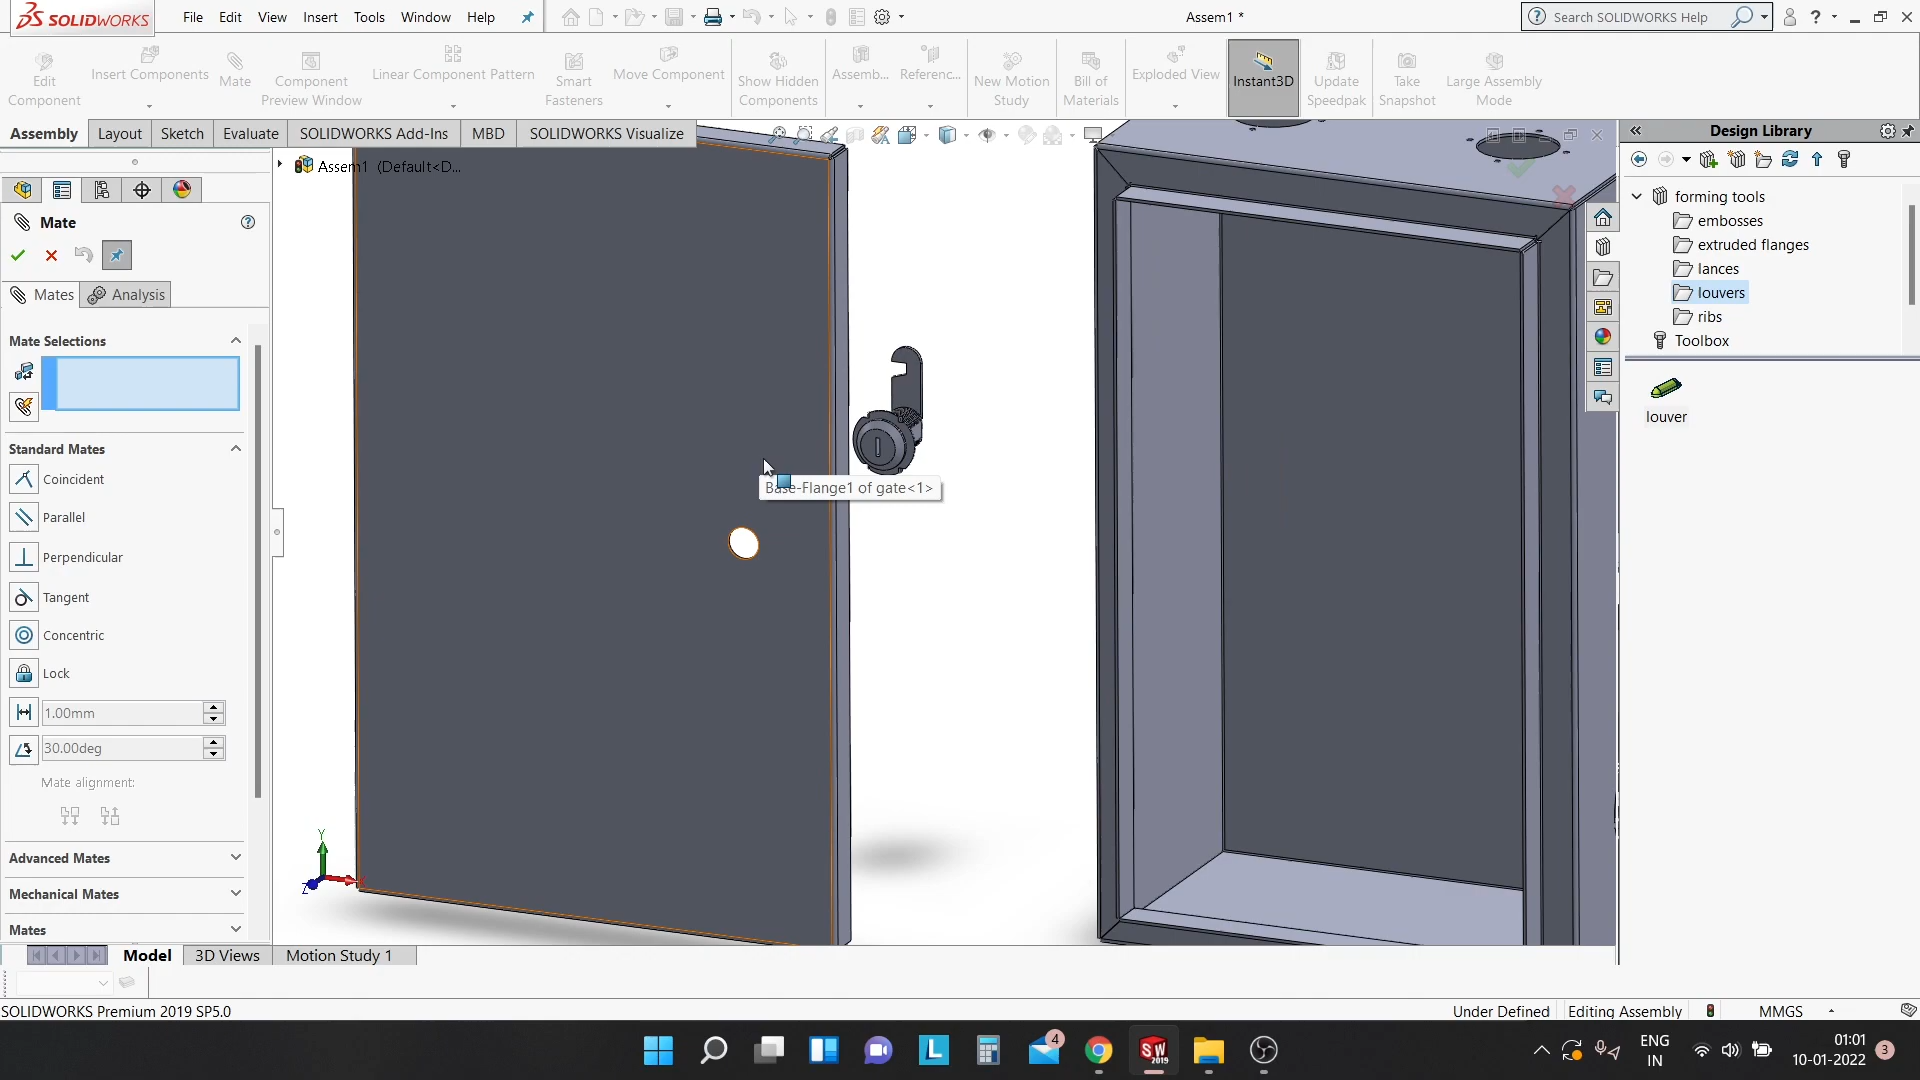 SOLIDWORKS File Edit View Insert Tools Window Help
Assem1 *
Search SOLIDWORKS Help
Edit Component
Insert Components
Mate
Component Preview Window
Linear Component Pattern
Smart Fasteners
Move Component
Show Hidden Components
Assemb...
Referenc...
New Motion Study
Bill of Materials
Exploded View
Instant3D
Update Speedpak
Take Snapshot
Large Assembly Mode
Assembly Layout Sketch Evaluate SOLIDWORKS Add-Ins MBD SOLIDWORKS Visualize
Design Library
Assem1 (Default<D...
Mate
Mates Analysis
Mate Selections
Standard Mates
Coincident
Parallel
Perpendicular
Tangent
Concentric
Lock
1.00mm
30.00deg
Mate alignment:
Advanced Mates
Mechanical Mates
Mates
Base-Flange1 of gate<1>
Y
Z
forming tools
embosses
extruded flanges
lances
louvers
ribs
Toolbox
louver
Model 3D Views Motion Study 1
SOLIDWORKS Premium 2019 SP5.0
Under Defined Editing Assembly MMGS
L
4
SW 2019
ENG IN
01:01
10-01-2022
3